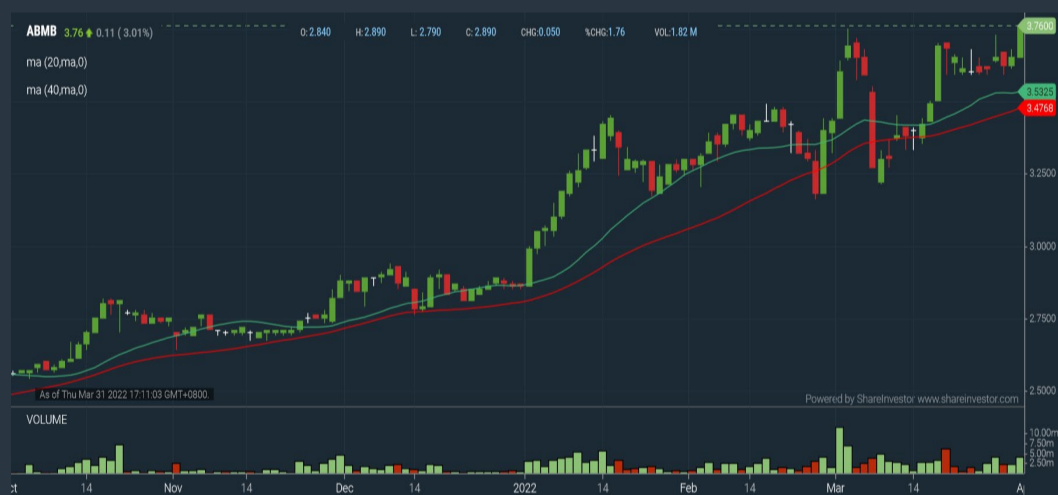 ABMB 3.76 0.11 ( 3.01%) O: 2.840 H: 2.890 L: 2.790 C: 2.890 CHG:0.050 %CHG:1.76 VOL:1.82 M
ma (20,ma,0)
ma (40,ma,0)
3.7600
3.5325
3.4768
3.2500
3.0000
2.7500
2.5000
As of Thu Mar 31 2022 17:11:03 GMT+0800.
Powered by ShareInvestor www.shareinvestor.com
VOLUME
10.00m
7.50m
5.00m
2.50m
ct 14 Nov 14 Dec 14 2022 14 Feb 14 Mar 14 A